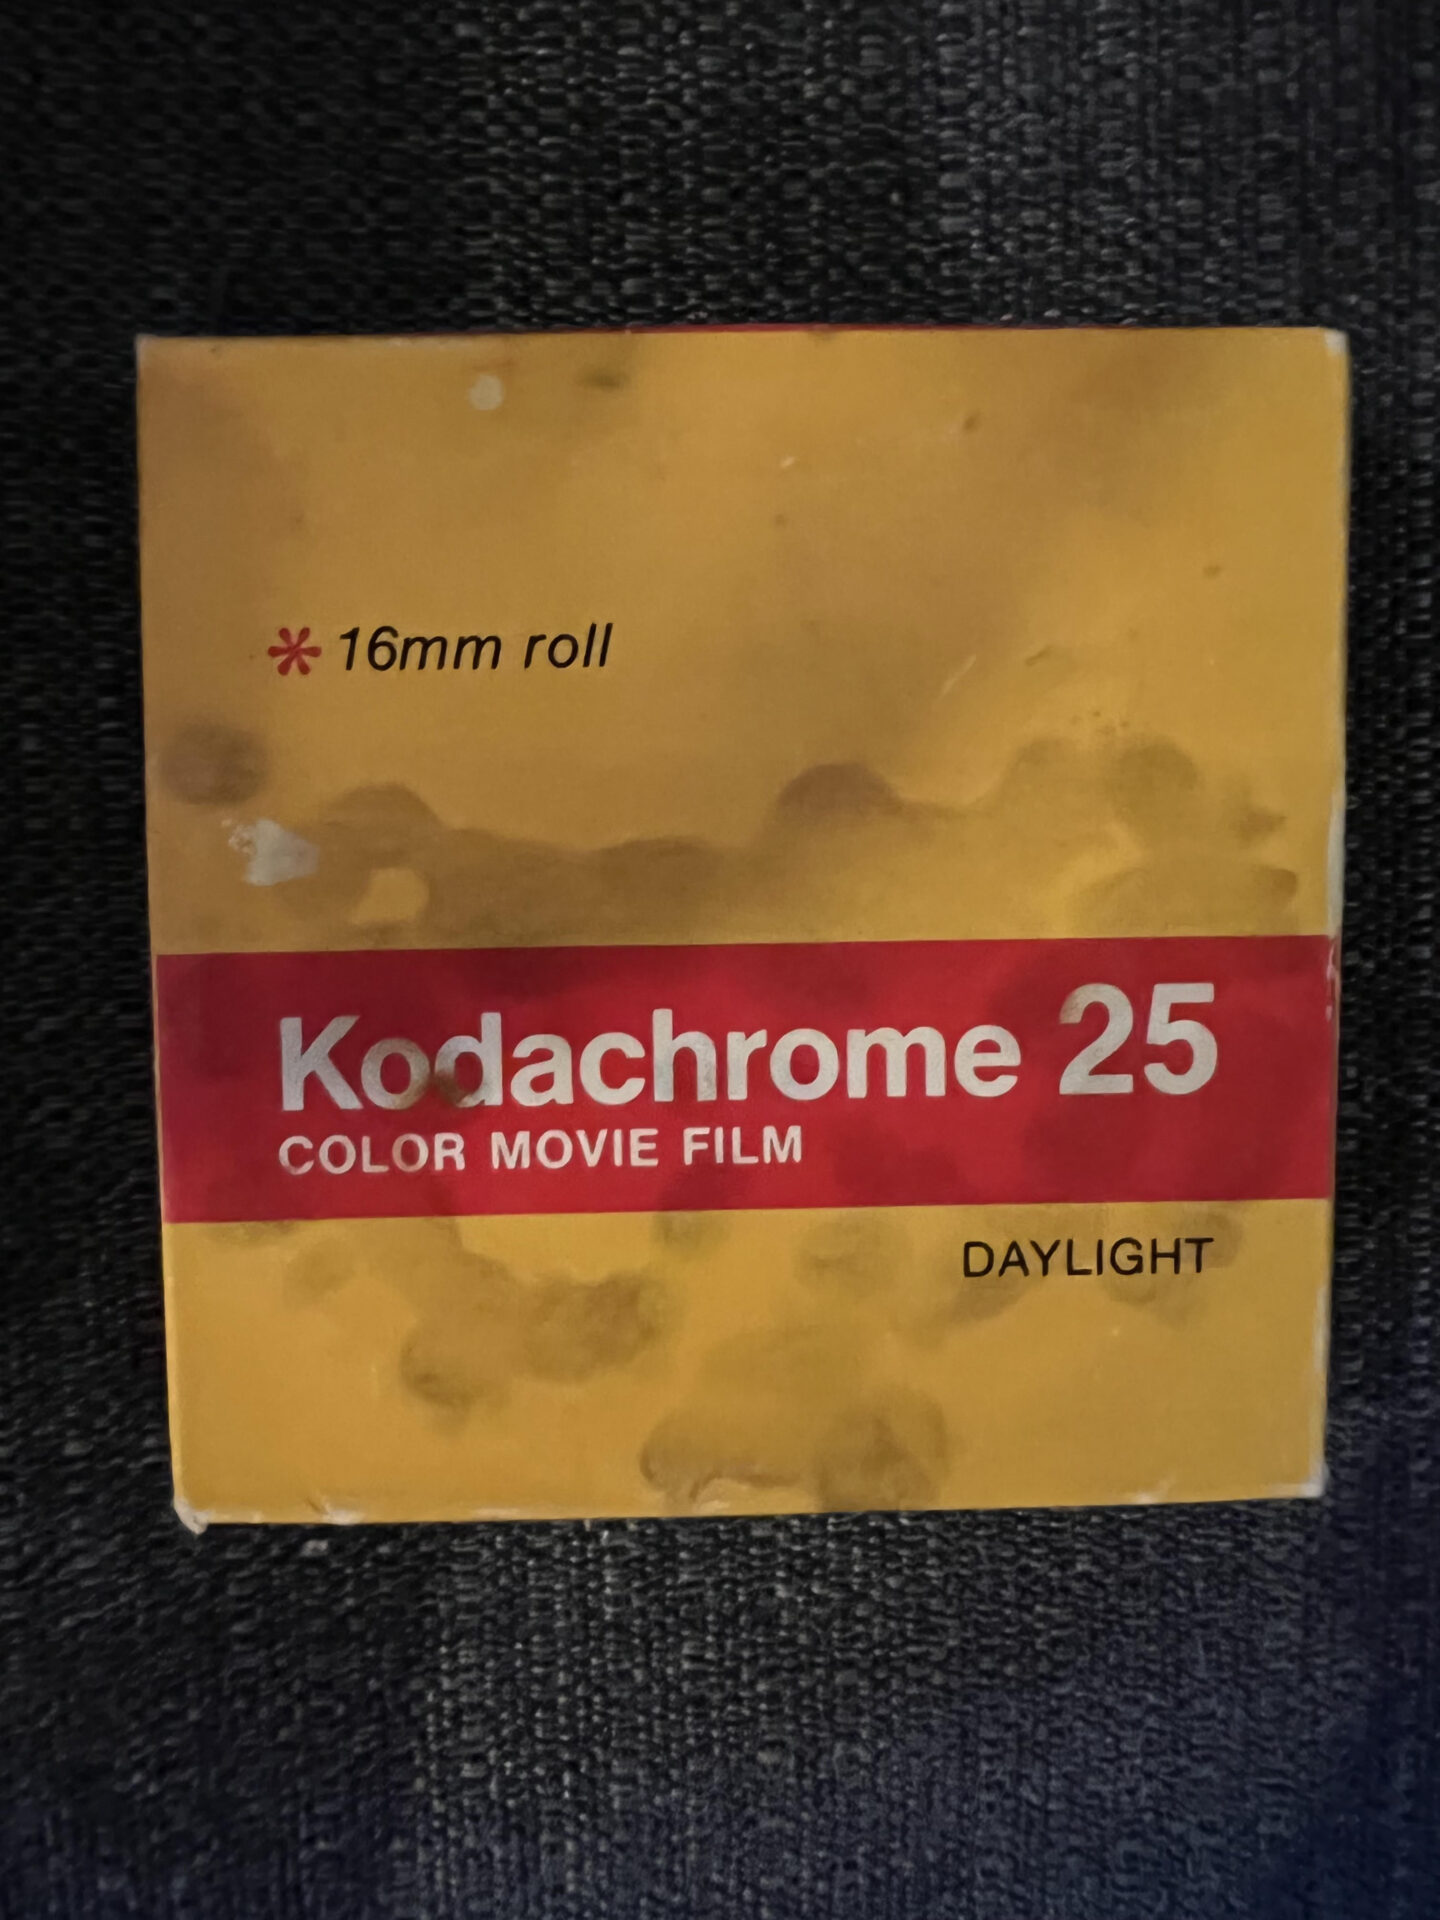 * 16mm roll
Kodachrome 25
COLOR MOVIE FILM
DAYLIGHT